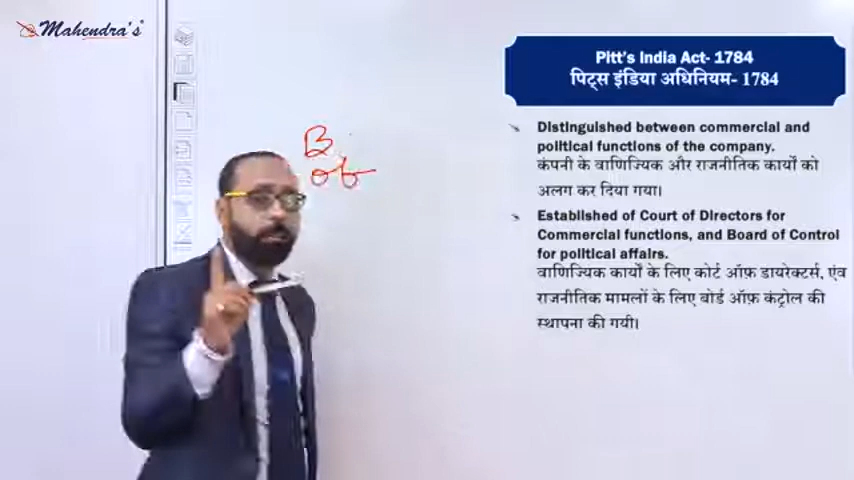 Mahendra's
Pitt's India Act- 1784
पिट्स इंडिया अधिनियम- 1784
Distinguished between commercial and
political functions of the company.
कंपनी के वाणिज्यिक और राजनीतिक कार्यों को
अलग कर दिया गया।
Established of Court of Directors for
Commercial functions, and Board of Control
for political affairs.
वाणिज्यिक कार्यों के लिए कोर्ट ऑफ़ डायरेक्टर्स, एंव
राजनीतिक मामलों के लिए बोर्ड ऑफ़ कंट्रोल की
स्थापना की गयी।
B
of